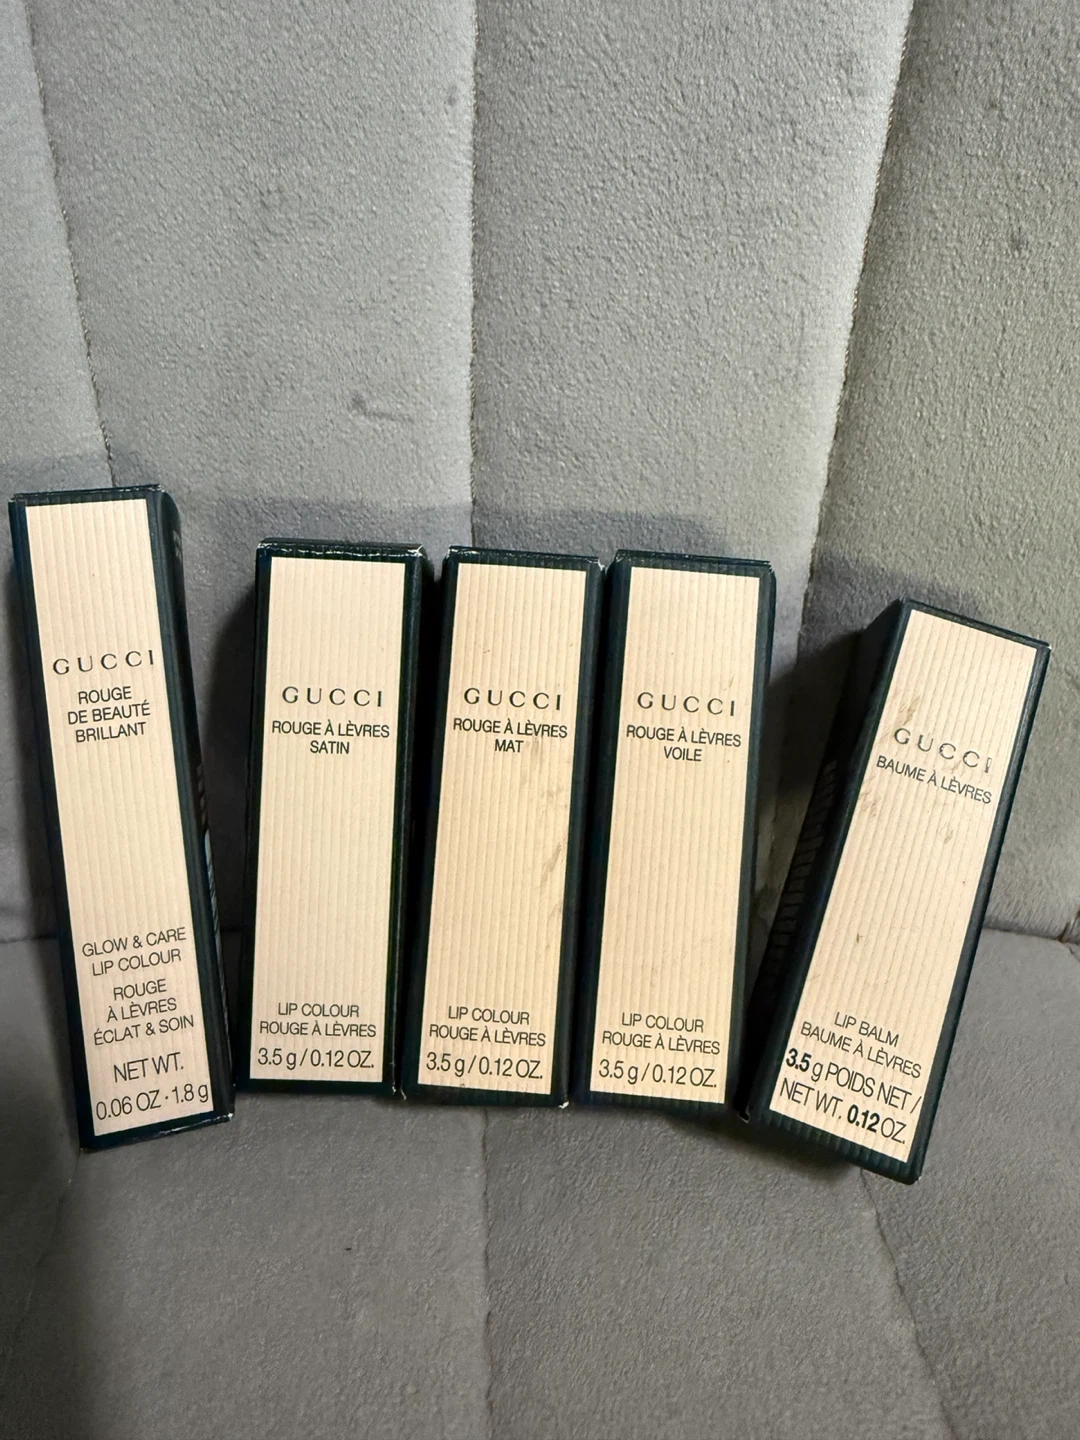 GUCCI
ROUGE
DE BEAUTÉ
BRILLANT
GLOW & CARE
LIP COLOUR
ROUGE
À LÈVRES
ÉCLAT & SOIN
NET WT.
0.06 OZ · 1.8 g
GUCCI
ROUGE À LÈVRES
SATIN
LIP COLOUR
ROUGE À LÈVRES
3.5 g / 0.12 OZ.
GUCCI
ROUGE À LÈVRES
MAT
LIP COLOUR
ROUGE À LÈVRES
3.5 g / 0.12 OZ.
GUCCI
ROUGE À LÈVRES
VOILE
LIP COLOUR
ROUGE À LÈVRES
3.5 g / 0.12 OZ.
GUCCI
BAUME À LÈVRES
LIP BALM
BAUME À LÈVRES
3.5 g POIDS NET /
NET WT. 0.12 OZ.